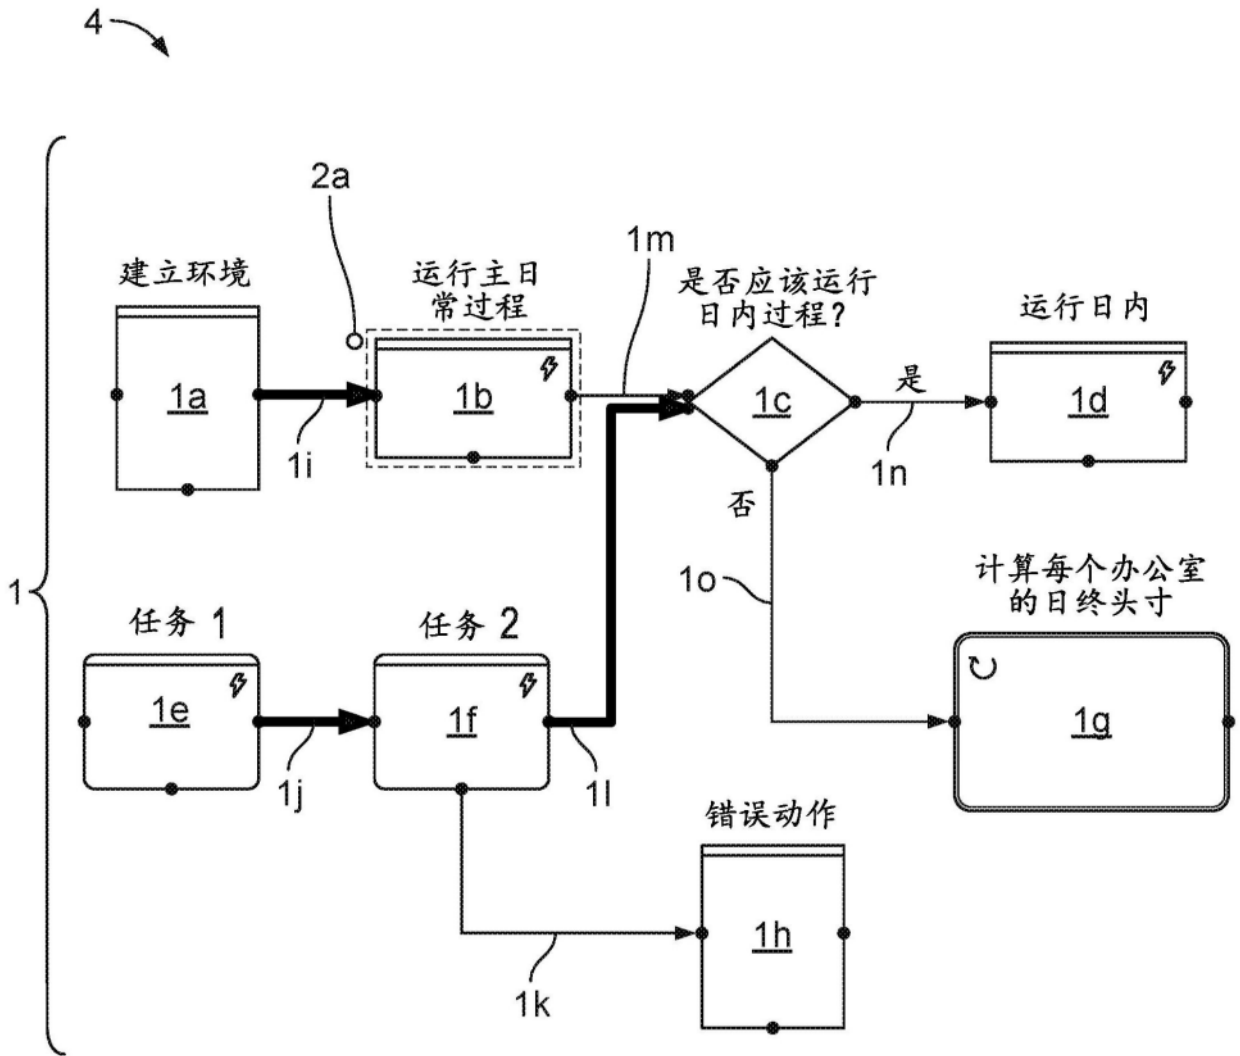 4
2a
1m
建立环境
运行主日
常过程
是否应该运行
日内过程?
运行日内
1a
1b
1c
是
1d
1i
1n
否
1
1o
计算每个办公室
的日终头寸
任务 1
任务 2
1e
1f
1g
1j
1l
错误动作
1h
1k